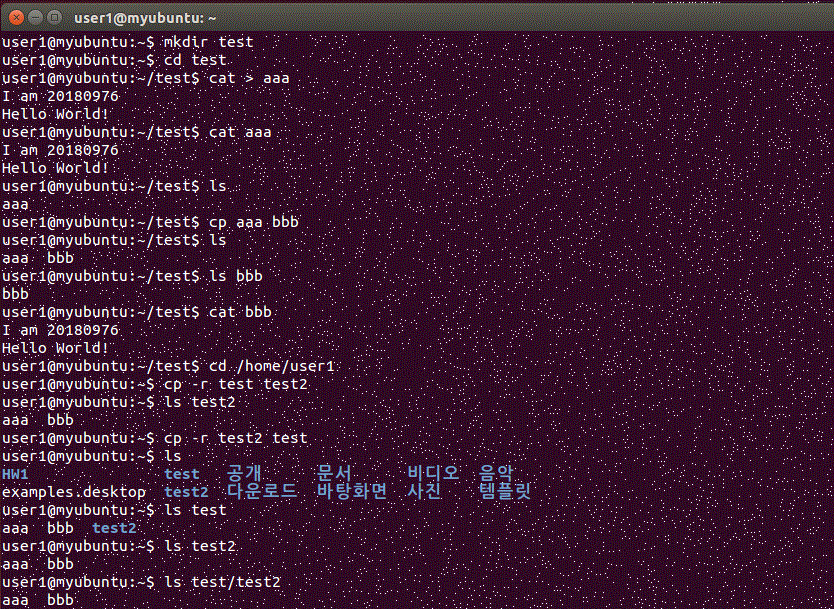 user1@myubuntu: ~
user1@myubuntu:~$ mkdir test
user1@myubuntu:~$ cd test
user1@myubuntu:~/test$ cat > aaa
I am 20180976
Hello World!
user1@myubuntu:~/test$ cat aaa
I am 20180976
Hello World!
user1@myubuntu:~/test$ ls
aaa
user1@myubuntu:~/test$ cp aaa bbb
user1@myubuntu:~/test$ ls
aaa  bbb
user1@myubuntu:~/test$ ls bbb
bbb
user1@myubuntu:~/test$ cat bbb
I am 20180976
Hello World!
user1@myubuntu:~/test$ cd /home/user1
user1@myubuntu:~$ cp -r test test2
user1@myubuntu:~$ ls test2
aaa  bbb
user1@myubuntu:~$ cp -r test2 test
user1@myubuntu:~$ ls
HW1               test   공개      문서      비디오  음악
examples.desktop  test2  다운로드  바탕화면  사진    템플릿
user1@myubuntu:~$ ls test
aaa  bbb  test2
user1@myubuntu:~$ ls test2
aaa  bbb
user1@myubuntu:~$ ls test/test2
aaa  bbb